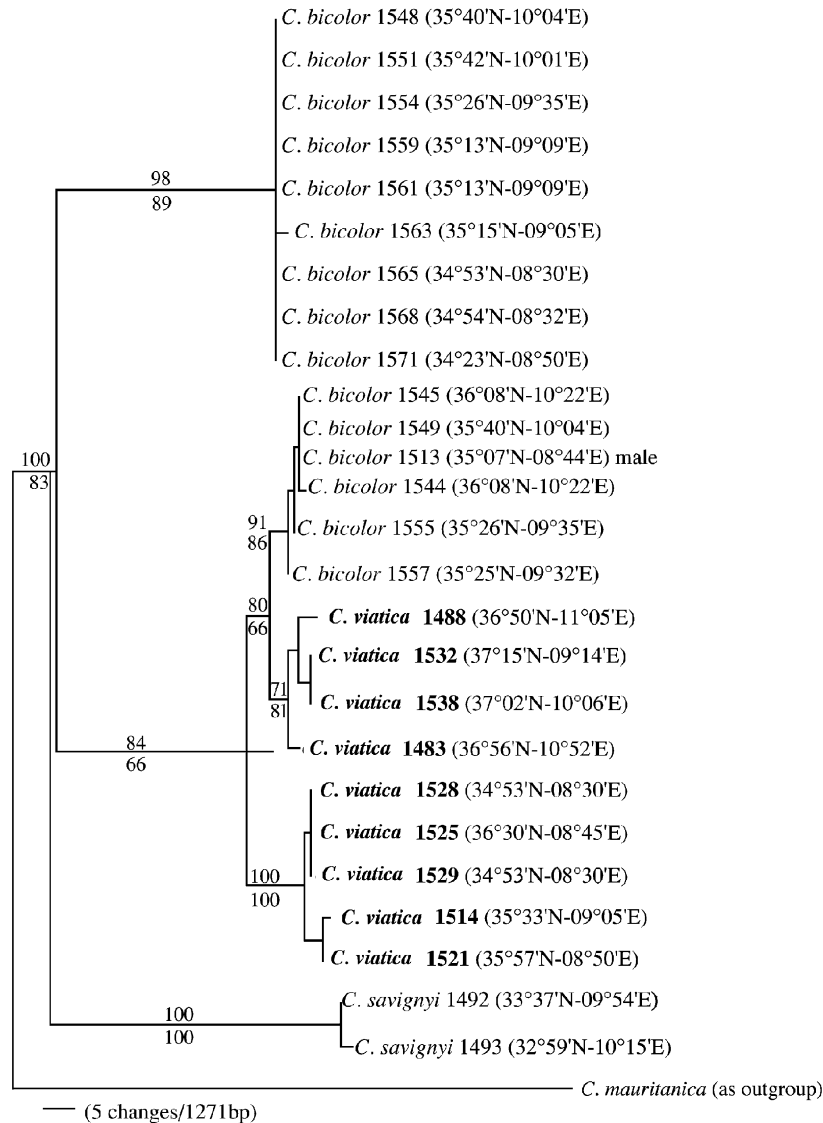 C. bicolor 1548 (35°40'N-10°04'E)
C. bicolor 1551 (35°42'N-10°01'E)
C. bicolor 1554 (35°26'N-09°35'E)
C. bicolor 1559 (35°13'N-09°09'E)
98
89
C. bicolor 1561 (35°13'N-09°09'E)
C. bicolor 1563 (35°15'N-09°05'E)
C. bicolor 1565 (34°53'N-08°30'E)
C. bicolor 1568 (34°54'N-08°32'E)
C. bicolor 1571 (34°23'N-08°50'E)
C. bicolor 1545 (36°08'N-10°22'E)
C. bicolor 1549 (35°40'N-10°04'E)
100
83
C. bicolor 1513 (35°07'N-08°44'E) male
C. bicolor 1544 (36°08'N-10°22'E)
91
86
C. bicolor 1555 (35°26'N-09°35'E)
C. bicolor 1557 (35°25'N-09°32'E)
80
66
C. viatica 1488 (36°50'N-11°05'E)
C. viatica 1532 (37°15'N-09°14'E)
71
81
C. viatica 1538 (37°02'N-10°06'E)
84
66
C. viatica 1483 (36°56'N-10°52'E)
C. viatica 1528 (34°53'N-08°30'E)
C. viatica 1525 (36°30'N-08°45'E)
100
100
C. viatica 1529 (34°53'N-08°30'E)
C. viatica 1514 (35°33'N-09°05'E)
C. viatica 1521 (35°57'N-08°50'E)
C. savignyi 1492 (33°37'N-09°54'E)
100
100
C. savignyi 1493 (32°59'N-10°15'E)
C. mauritanica (as outgroup)
(5 changes/1271bp)